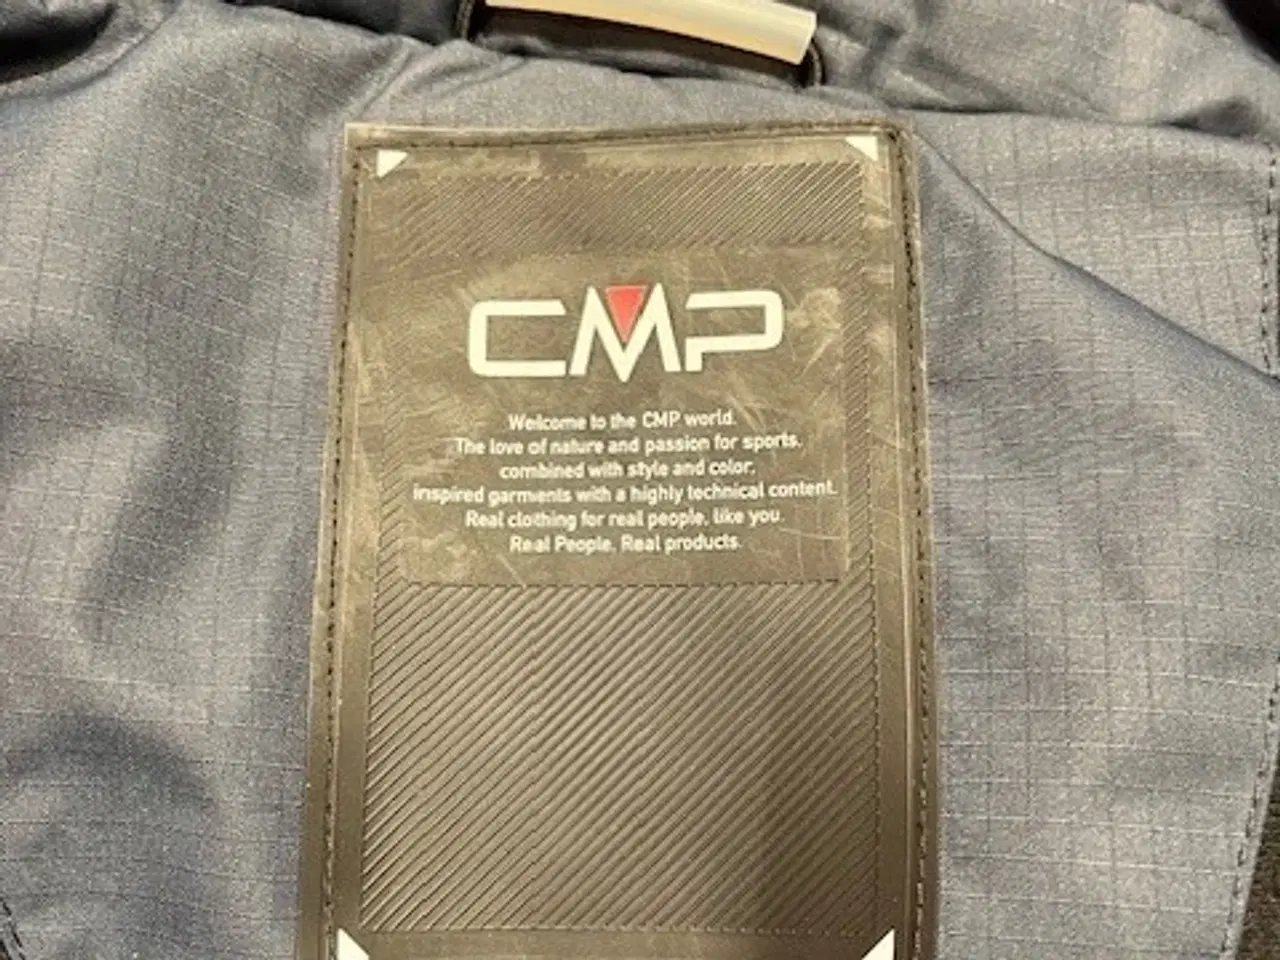 CMP
Welcome to the CMP world.
The love of nature and passion for sports,
combined with style and color,
inspired garments with a highly technical content.
Real clothing for real people, like you.
Real People, Real products.